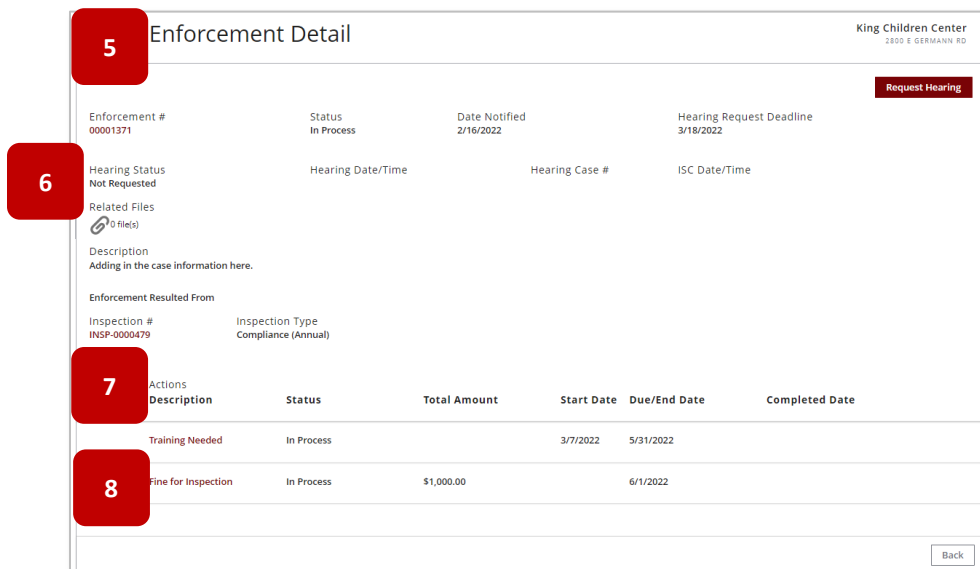 5
Enforcement Detail
King Children Center
2800 E GERMANN RD
Request Hearing
Enforcement # Status Date Notified Hearing Request Deadline
00001371 In Process 2/16/2022 3/18/2022
6
Hearing Status Hearing Date/Time Hearing Case # ISC Date/Time
Not Requested
Related Files
0 file(s)
Description
Adding in the case information here.
Enforcement Resulted From
Inspection # Inspection Type
INSP-0000479 Compliance (Annual)
7
Actions
Description Status Total Amount Start Date Due/End Date Completed Date
Training Needed In Process 3/7/2022 5/31/2022
8
Fine for Inspection In Process $1,000.00 6/1/2022
Back